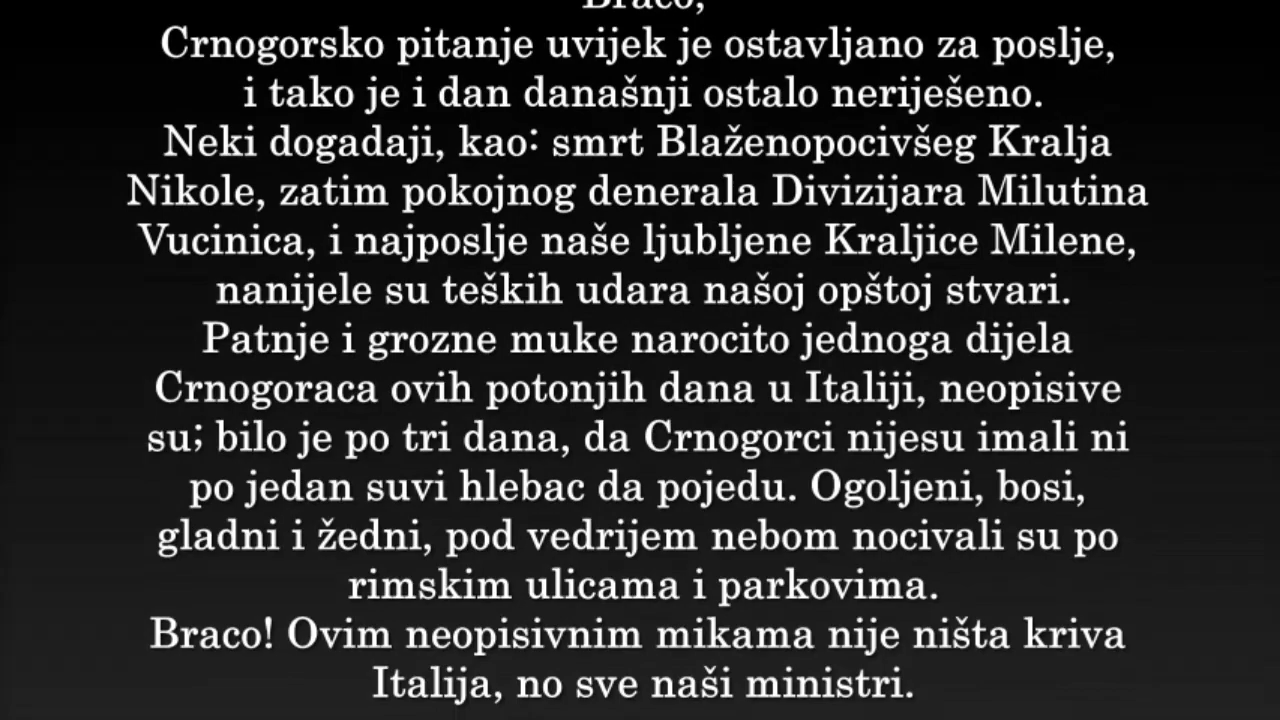 Braco,
Crnogorsko pitanje uvijek je ostavljano za poslje,
i tako je i dan današnji ostalo neriješeno.
Neki dogadaji, kao: smrt Blaženopocivšeg Kralja
Nikole, zatim pokojnog denerala Divizijara Milutina
Vucinica, i najposlje naše ljubljene Kraljice Milene,
nanijele su teških udara našoj opštoj stvari.
Patnje i grozne muke narocito jednoga dijela
Crnogoraca ovih potonjih dana u Italiji, neopisive
su; bilo je po tri dana, da Crnogorci nijesu imali ni
po jedan suvi hlebac da pojedu. Ogoljeni, bosi,
gladni i žedni, pod vedrijem nebom nocivali su po
rimskim ulicama i parkovima.
Braco! Ovim neopisivnim mikama nije ništa kriva
Italija, no sve naši ministri.